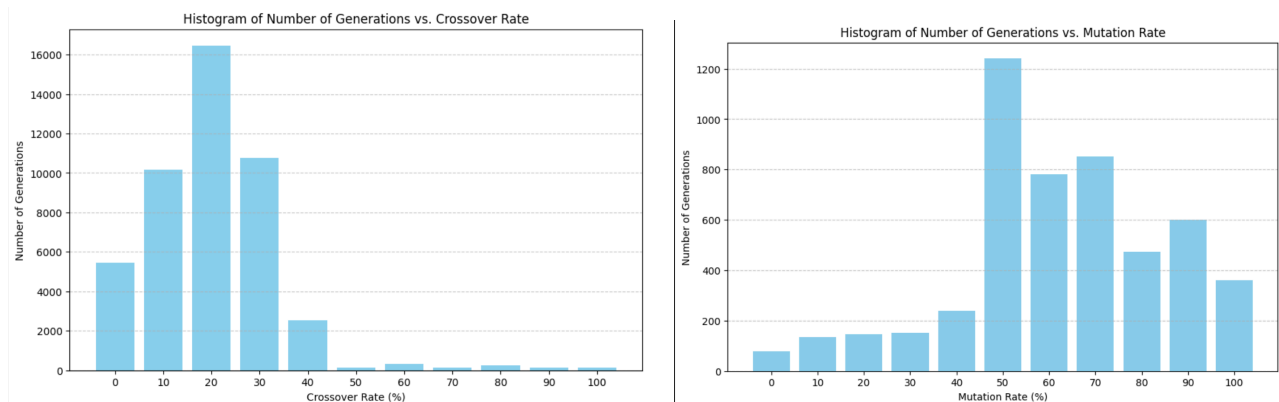 Histogram of Number of Generations vs. Crossover Rate
Number of Generations
16000
14000
12000
10000
8000
6000
4000
2000
0
0 10 20 30 40 50 60 70 80 90 100
Crossover Rate (%)
Histogram of Number of Generations vs. Mutation Rate
Number of Generations
1200
1000
800
600
400
200
0
0 10 20 30 40 50 60 70 80 90 100
Mutation Rate (%)